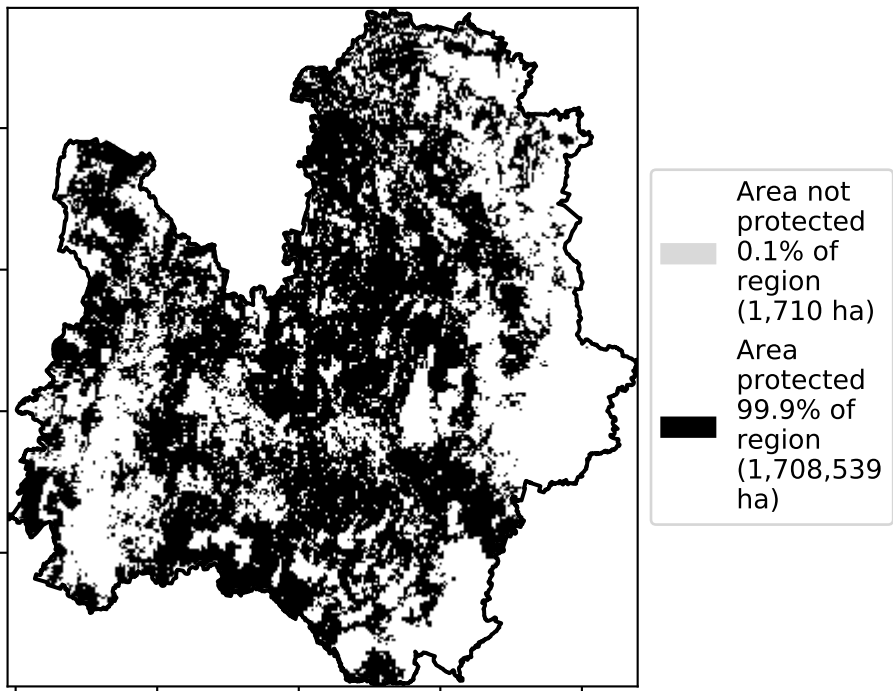 Area not
protected
0.1% of
region
(1,710 ha)
Area
protected
99.9% of
region
(1,708,539
ha)